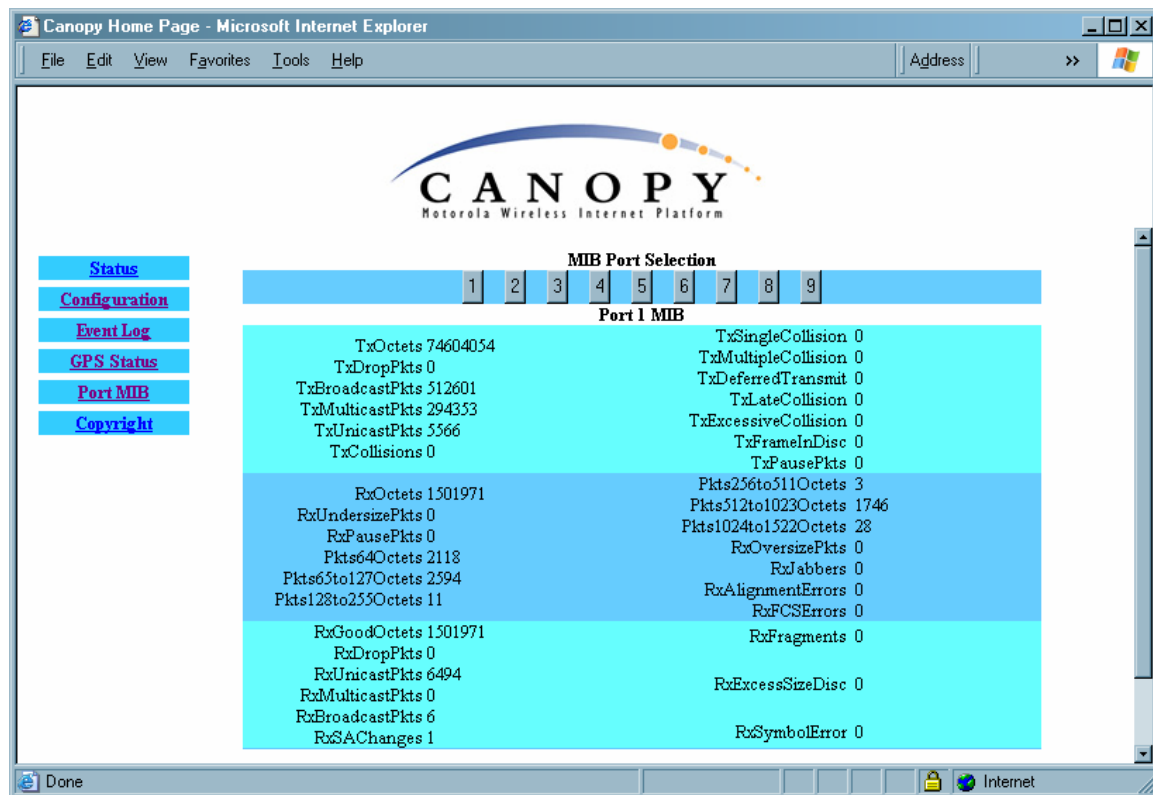 Canopy Home Page - Microsoft Internet Explorer
File Edit View Favorites Tools Help Address »
CANOPY
Motorola Wireless Internet Platform
Status
Configuration
Event Log
GPS Status
Port MIB
Copyright
MIB Port Selection
1 2 3 4 5 6 7 8 9
Port 1 MIB
TxOctets 74604054
TxDropPkts 0
TxBroadcastPkts 512601
TxMulticastPkts 294353
TxUnicastPkts 5566
TxCollisions 0
TxSingleCollision 0
TxMultipleCollision 0
TxDeferredTransmit 0
TxLateCollision 0
TxExcessiveCollision 0
TxFrameInDisc 0
TxPausePkts 0
RxOctets 1501971
RxUndersizePkts 0
RxPausePkts 0
Pkts64Octets 2118
Pkts65to127Octets 2594
Pkts128to255Octets 11
Pkts256to511Octets 3
Pkts512to1023Octets 1746
Pkts1024to1522Octets 28
RxOversizePkts 0
RxJabbers 0
RxAlignmentErrors 0
RxFCSErrors 0
RxGoodOctets 1501971
RxDropPkts 0
RxUnicastPkts 6494
RxMulticastPkts 0
RxBroadcastPkts 6
RxSAChanges 1
RxFragments 0
RxExcessSizeDisc 0
RxSymbolError 0
Done
Internet